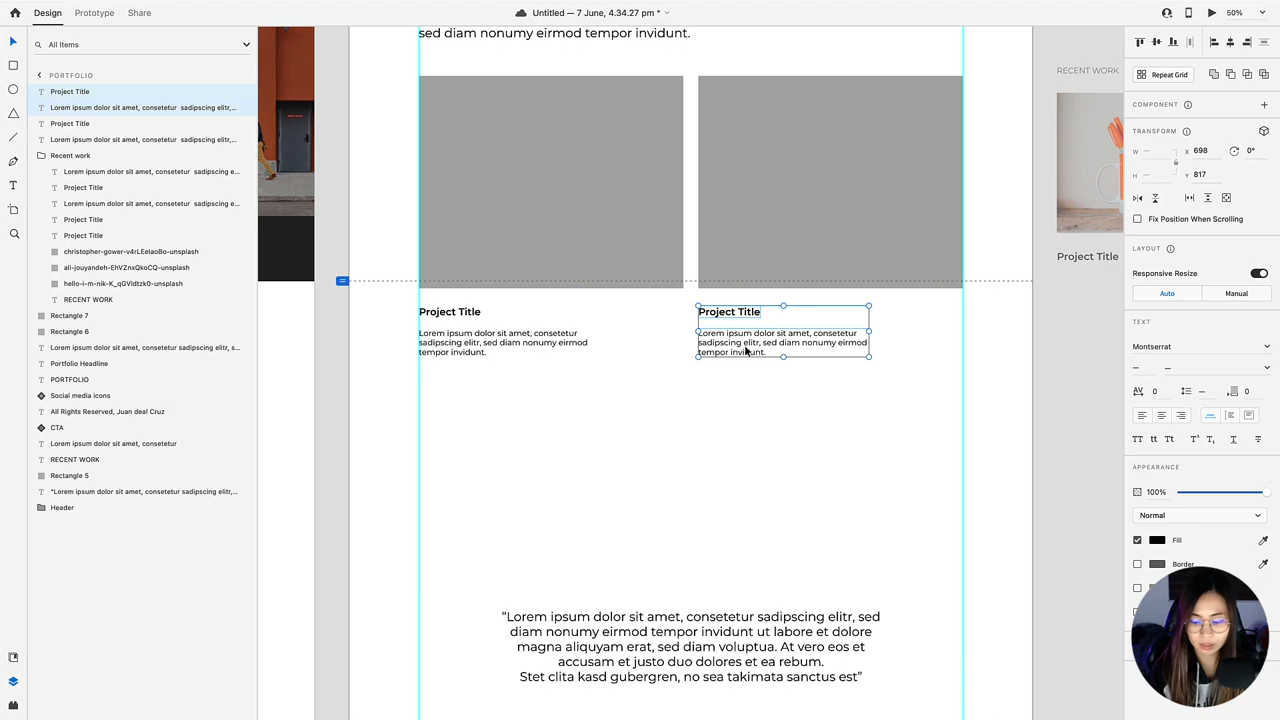 Design Prototype Share
Untitled — 7 June, 4.34.27 pm *
50%
All Items
PORTFOLIO
Project Title
Lorem ipsum dolor sit amet, consetetur sadipscing elitr,...
Project Title
Lorem ipsum dolor sit amet, consetetur sadipscing elitr,...
Recent work
Lorem ipsum dolor sit amet, consetetur sadipscing e...
Project Title
Lorem ipsum dolor sit amet, consetetur sadipscing e...
Project Title
Project Title
christopher-gower-v4rLEeIaoBo-unsplash
ali-jouyandeh-EhVZnxQkoCQ-unsplash
hello-i-m-nik-K_qGVIdtzk0-unsplash
RECENT WORK
Rectangle 7
Rectangle 6
Lorem ipsum dolor sit amet, consetetur sadipscing elitr, s...
Portfolio Headline
PORTFOLIO
Social media icons
All Rights Reserved, Juan deal Cruz
CTA
Lorem ipsum dolor sit amet, consetetur
RECENT WORK
Rectangle 5
"Lorem ipsum dolor sit amet, consetetur sadipscing elitr,...
Header
sed diam nonumy eirmod tempor invidunt.
Project Title
Lorem ipsum dolor sit amet, consetetur
sadipscing elitr, sed diam nonumy eirmod
tempor invidunt.
Project Title
Lorem ipsum dolor sit amet, consetetur
sadipscing elitr, sed diam nonumy eirmod
tempor invidunt.
“Lorem ipsum dolor sit amet, consetetur sadipscing elitr, sed
diam nonumy eirmod tempor invidunt ut labore et dolore
magna aliquyam erat, sed diam voluptua. At vero eos et
accusam et justo duo dolores et ea rebum.
Stet clita kasd gubergren, no sea takimata sanctus est”
RECENT WORK
Project Title
Repeat Grid
COMPONENT
TRANSFORM
W X 698 0°
H Y 817
Fix Position When Scrolling
LAYOUT
Responsive Resize
Auto Manual
TEXT
Montserrat
0 0
APPEARANCE
100%
Normal
Fill
Border